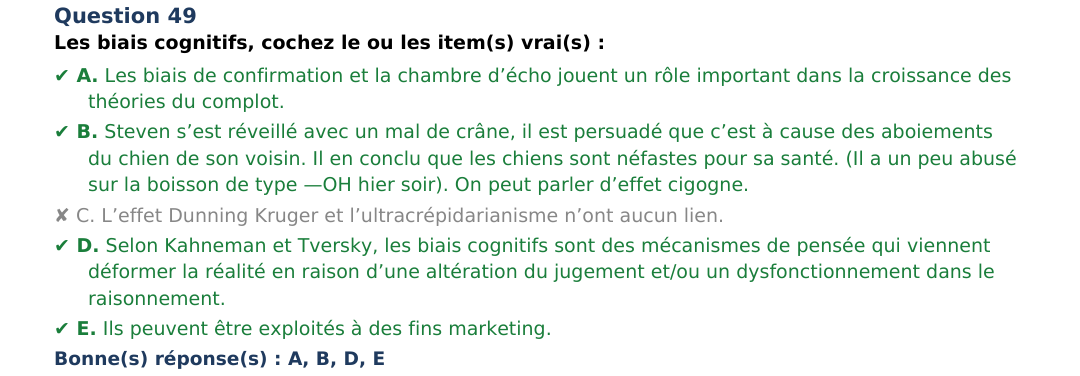 Question 49
Les biais cognitifs, cochez le ou les item(s) vrai(s) :
✔ A. Les biais de confirmation et la chambre d’écho jouent un rôle important dans la croissance des
théories du complot.
✔ B. Steven s’est réveillé avec un mal de crâne, il est persuadé que c’est à cause des aboiements
du chien de son voisin. Il en conclu que les chiens sont néfastes pour sa santé. (Il a un peu abusé
sur la boisson de type —OH hier soir). On peut parler d’effet cigogne.
✘ C. L’effet Dunning Kruger et l’ultracrépidarianisme n’ont aucun lien.
✔ D. Selon Kahneman et Tversky, les biais cognitifs sont des mécanismes de pensée qui viennent
déformer la réalité en raison d’une altération du jugement et/ou un dysfonctionnement dans le
raisonnement.
✔ E. Ils peuvent être exploités à des fins marketing.
Bonne(s) réponse(s) : A, B, D, E